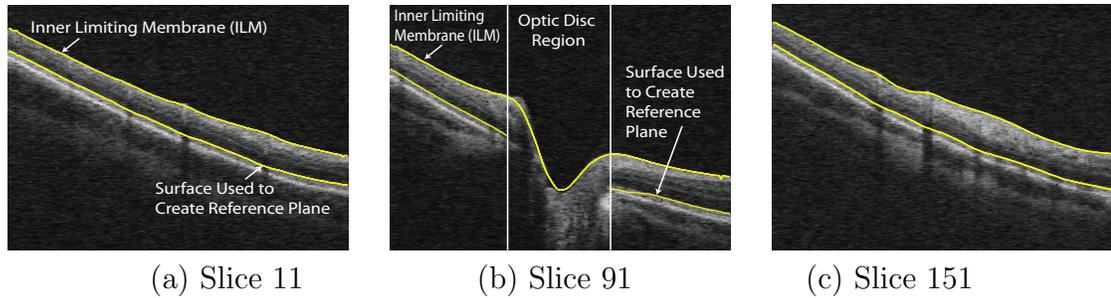 Inner Limiting Membrane (ILM)
Surface Used to
Create Reference Plane
(a) Slice 11
Inner Limiting
Membrane (ILM)
Optic Disc
Region
Surface Used
to Create
Reference
Plane
(b) Slice 91
(c) Slice 151